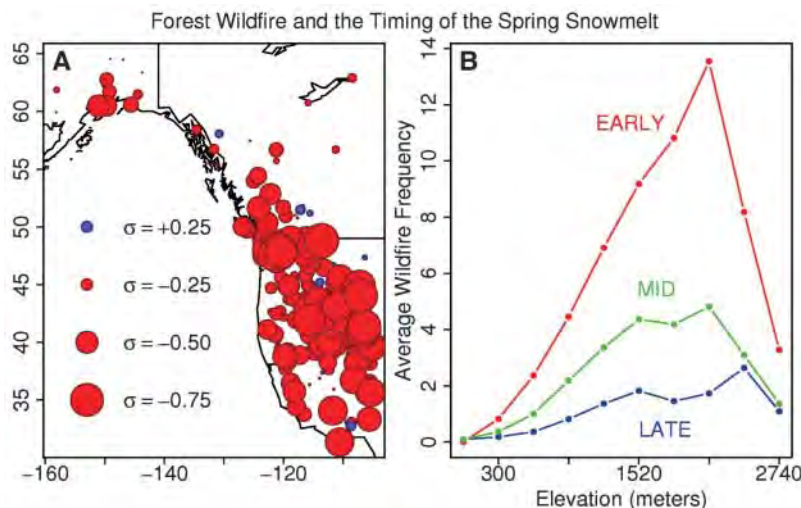 Forest Wildfire and the Timing of the Spring Snowmelt
A
65
60
55
50
45
40
35
σ = +0.25
σ = −0.25
σ = −0.50
σ = −0.75
−160
−140
−120
B
Average Wildfire Frequency
14
12
10
8
6
4
2
0
EARLY
MID
LATE
300
1520
2740
Elevation (meters)